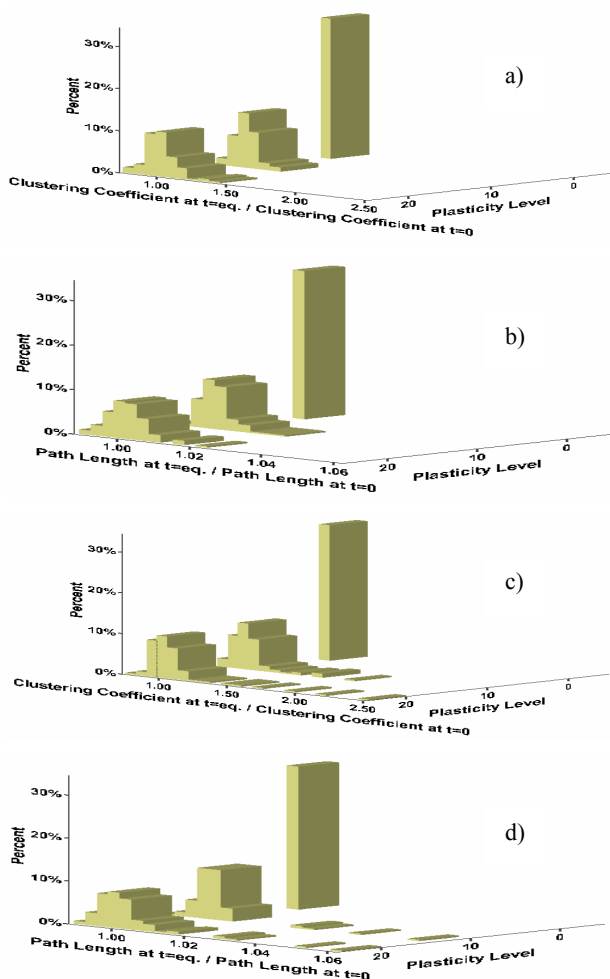 a)
30%
20%
10%
0%
Percent
1.00
1.50
2.00
2.50
Clustering Coefficient at t=eq. / Clustering Coefficient at t=0
20
10
0
Plasticity Level
b)
30%
20%
10%
0%
Percent
1.00
1.02
1.04
1.06
Path Length at t=eq. / Path Length at t=0
20
10
0
Plasticity Level
c)
30%
20%
10%
0%
Percent
1.00
1.50
2.00
2.50
Clustering Coefficient at t=eq. / Clustering Coefficient at t=0
20
10
0
Plasticity Level
d)
30%
20%
10%
0%
Percent
1.00
1.02
1.04
1.06
Path Length at t=eq. / Path Length at t=0
20
10
0
Plasticity Level